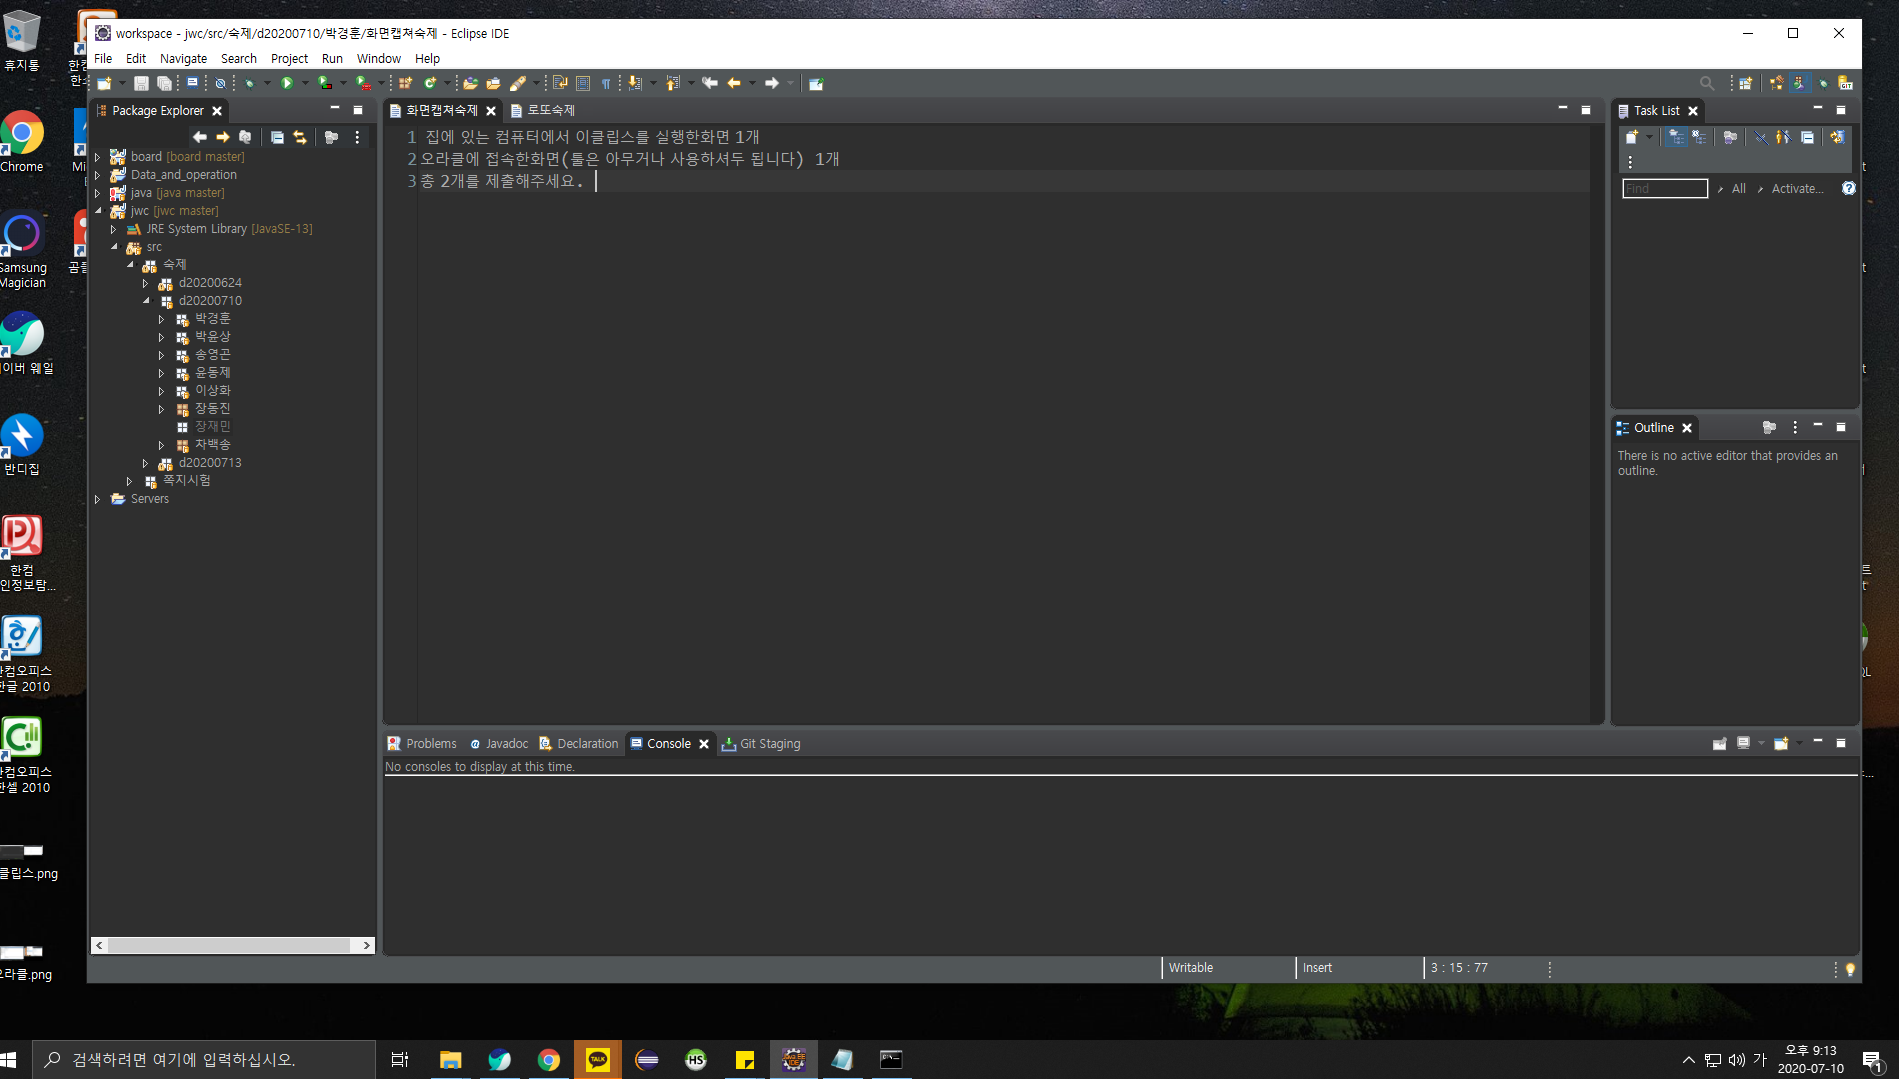 workspace - jwc/src/숙제/d20200710/박경훈/화면캡쳐숙제 - Eclipse IDE
File Edit Navigate Search Project Run Window Help
Package Explorer
board [board master]
Data_and_operation
java [java master]
jwc [jwc master]
JRE System Library [JavaSE-13]
src
숙제
d20200624
d20200710
박경훈
박윤상
송영곤
윤동제
이상화
장동진
장재민
차백송
d20200713
쪽지시험
Servers
화면캡쳐숙제 로또숙제
1 집에 있는 컴퓨터에서 이클립스를 실행한화면 1개
2 오라클에 접속한화면(툴은 아무거나 사용하셔두 됩니다) 1개
3 총 2개를 제출해주세요.
Task List
Find All Activate...
Outline
There is no active editor that provides an
outline.
Problems Javadoc Declaration Console Git Staging
No consoles to display at this time.
Writable Insert 3 : 15 : 77
휴지통
Chrome
Samsung
Magician
이버 웨일
반디집
한컴
인정보탐...
컴오피스
한글 2010
컴오피스
한셀 2010
클립스.png
오라클.png
검색하려면 여기에 입력하십시오.
TALK
HS
가
오후 9:13
2020-07-10
1